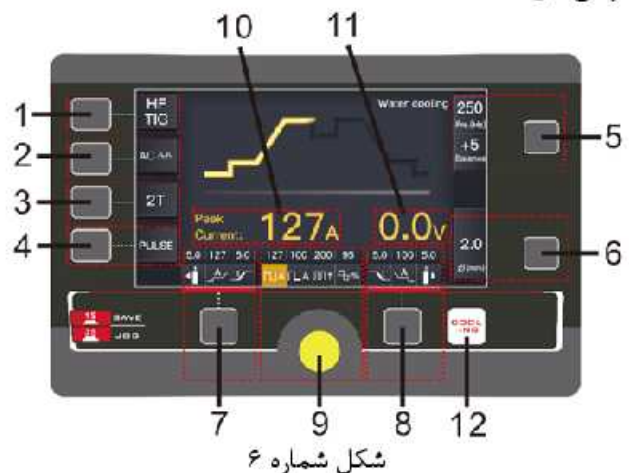 10 11
1 HF TIG Water cooling 250 5
2 +5
Balance
3 2T
Peak
Current: 127A 0.0V
4 PULSE 2.0 6
5.0 127 5.0 127 100 200 5.0 100 5.0
SAVE
JOB
COOL
ING
7 9 8 12
شکل شماره ۶